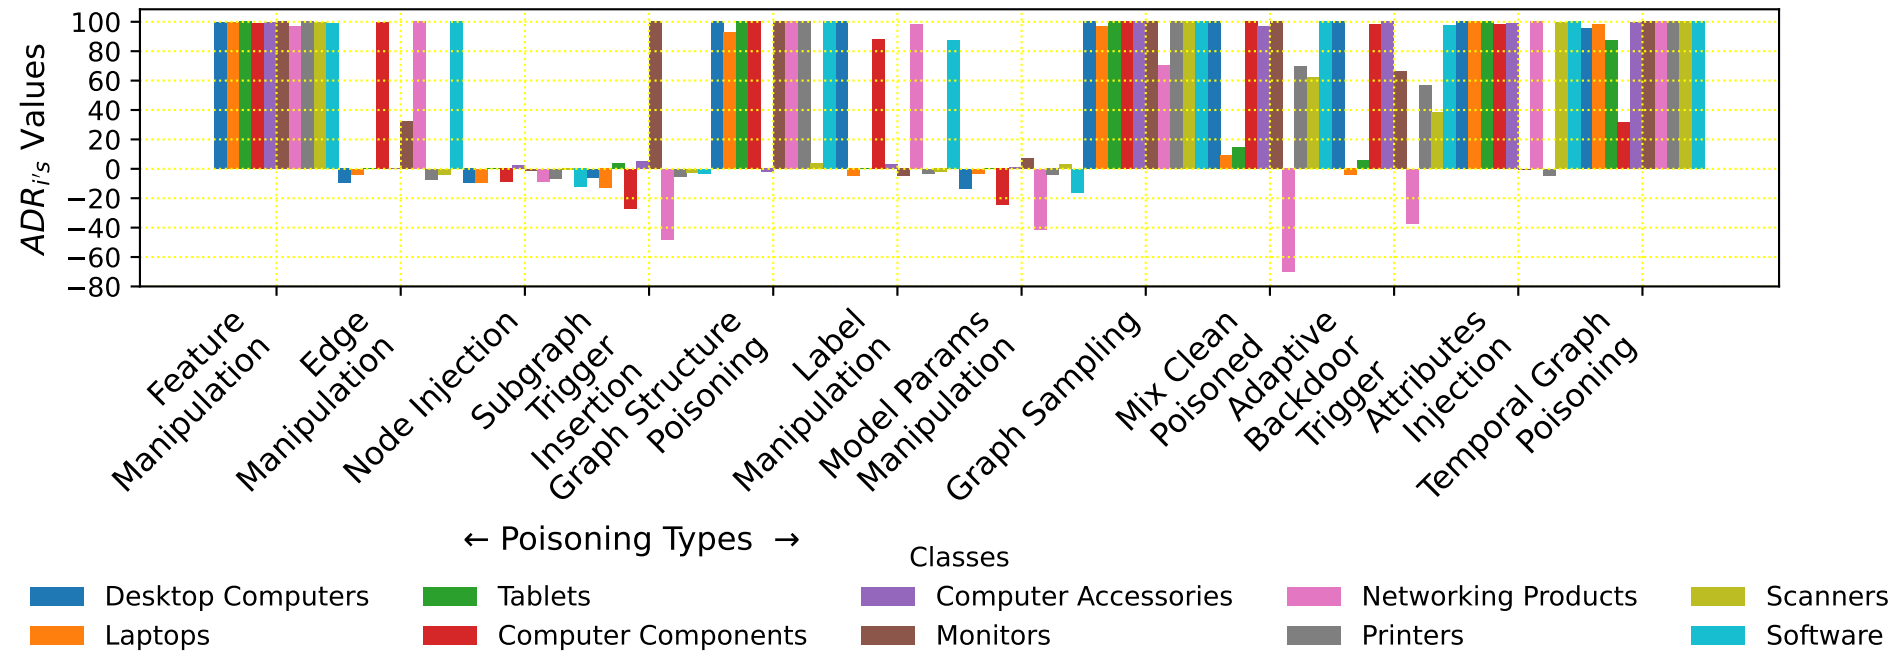 100
80
60
40
20
0
−20
−40
−60
−80
ADR_{i's} Values
Feature
Manipulation
Edge
Manipulation
Node Injection
Subgraph
Trigger
Insertion
Graph Structure
Poisoning
Label
Manipulation
Model Params
Manipulation
Graph Sampling
Mix Clean
Poisoned
Adaptive
Backdoor
Trigger
Attributes
Injection
Temporal Graph
Poisoning
← Poisoning Types →
Classes
Desktop Computers
Laptops
Tablets
Computer Components
Computer Accessories
Monitors
Networking Products
Printers
Scanners
Software